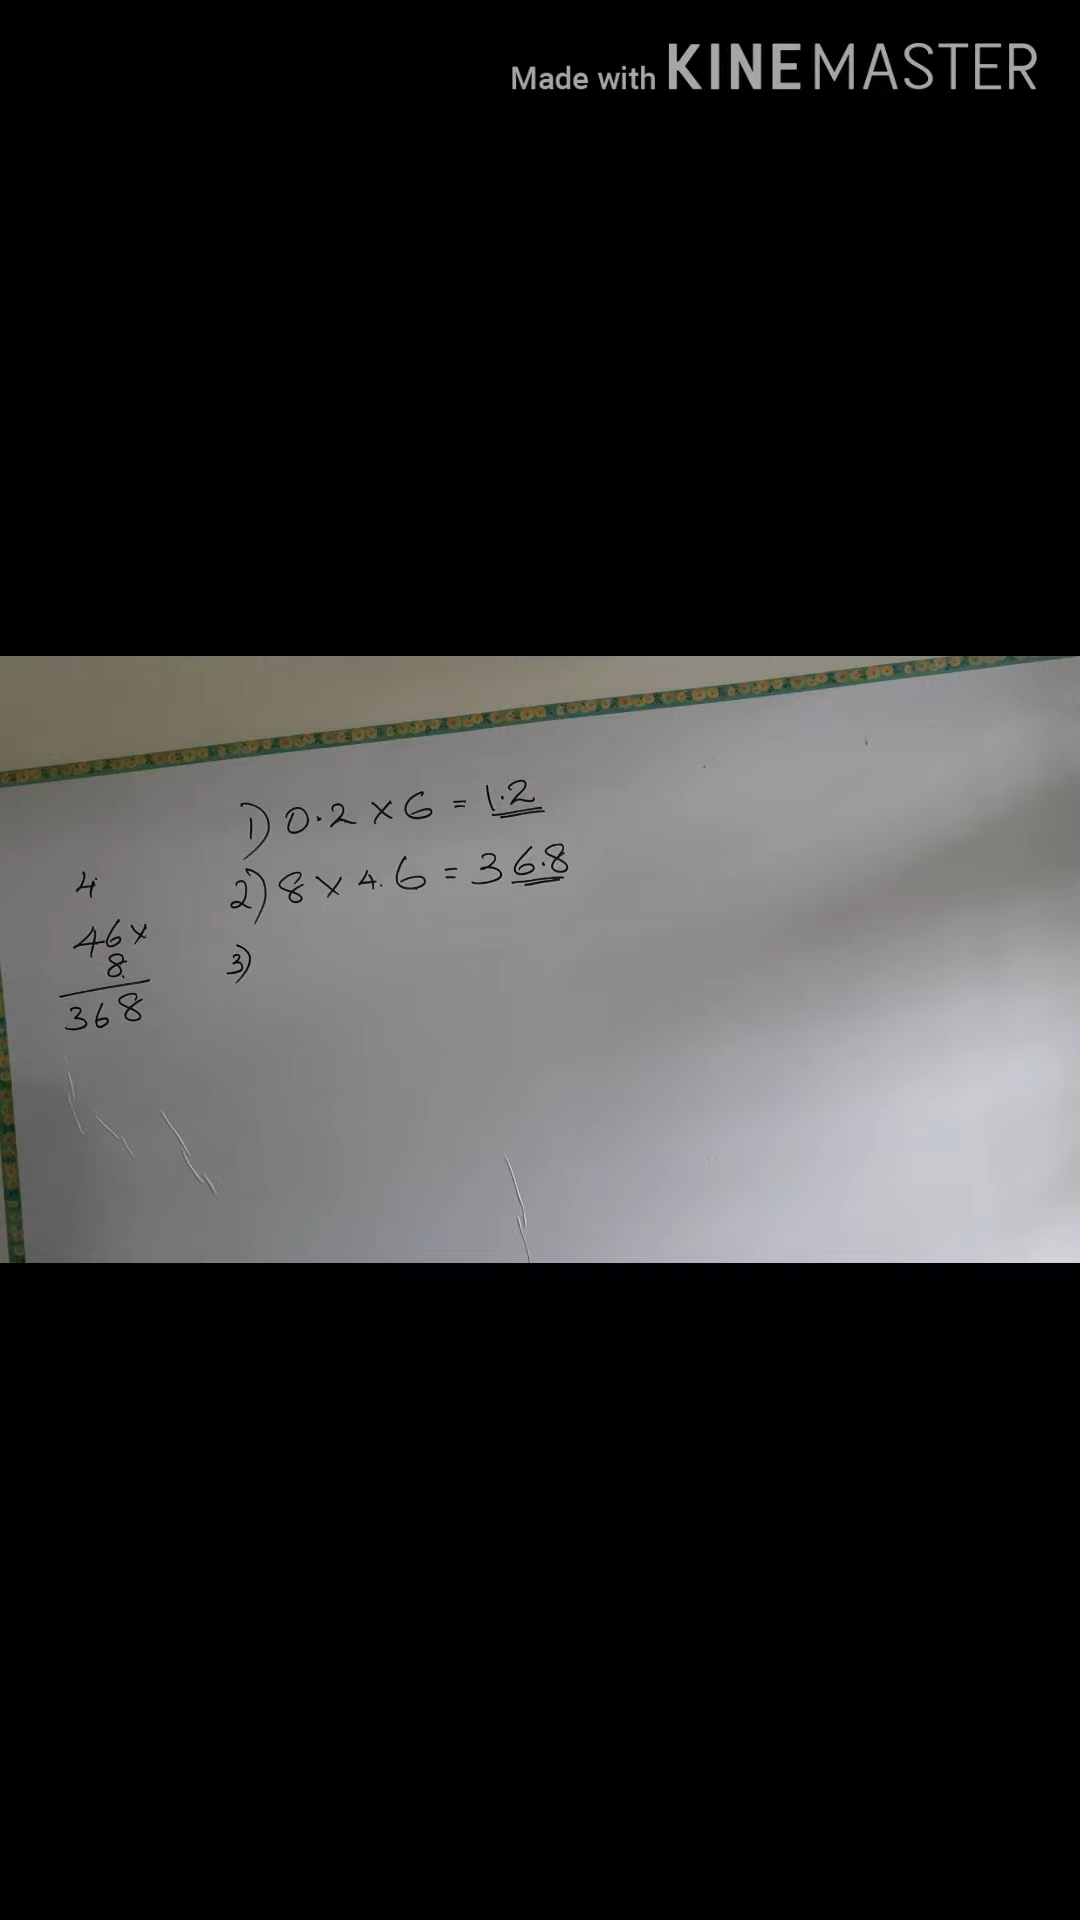 Made with KINEMASTER
1) 0.2 × 6 = 1.2
2) 8 × 4.6 = 36.8
3)
4
46×
8
368